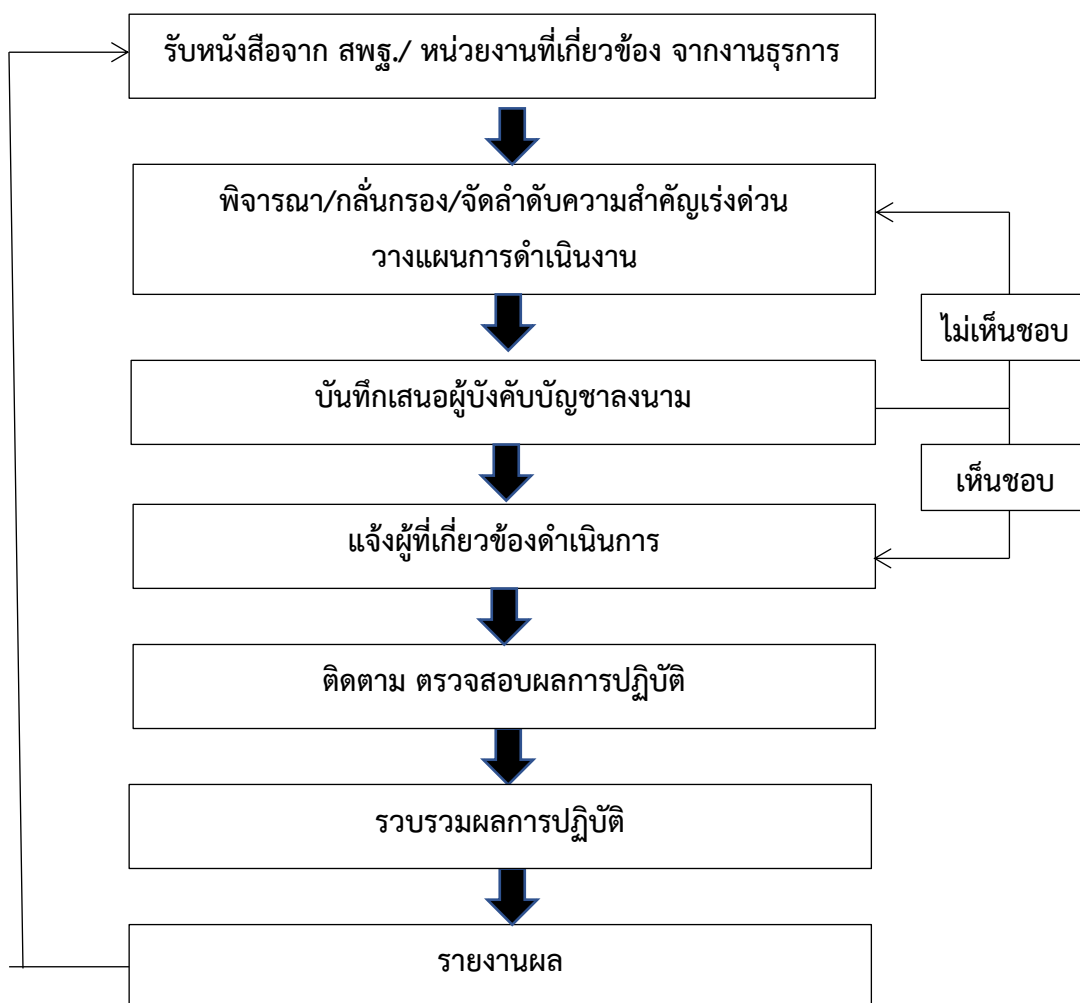 รับหนังสือจาก สพฐ./ หน่วยงานที่เกี่ยวข้อง จากงานธุรการ
พิจารณา/กลั่นกรอง/จัดลำดับความสำคัญเร่งด่วน
วางแผนการดำเนินงาน
ไม่เห็นชอบ
บันทึกเสนอผู้บังคับบัญชาลงนาม
เห็นชอบ
แจ้งผู้ที่เกี่ยวข้องดำเนินการ
ติดตาม ตรวจสอบผลการปฏิบัติ
รวบรวมผลการปฏิบัติ
รายงานผล